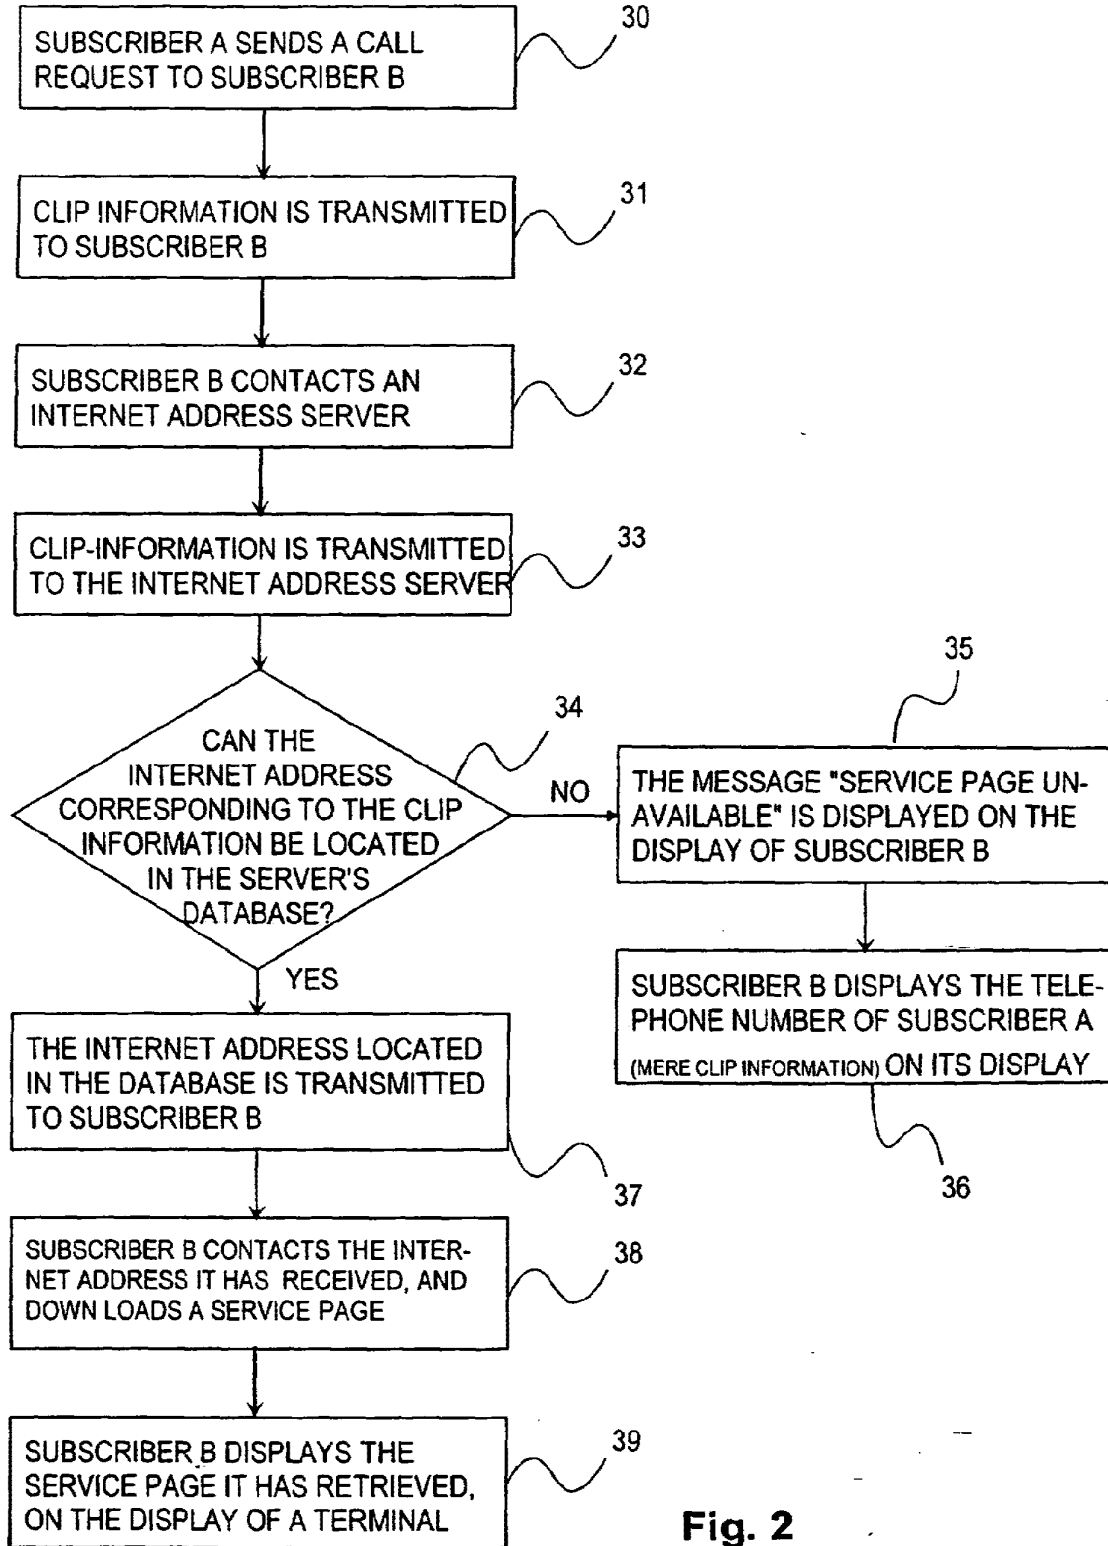 30
SUBSCRIBER A SENDS A CALL
REQUEST TO SUBSCRIBER B
31
CLIP INFORMATION IS TRANSMITTED
TO SUBSCRIBER B
32
SUBSCRIBER B CONTACTS AN
INTERNET ADDRESS SERVER
33
CLIP-INFORMATION IS TRANSMITTED
TO THE INTERNET ADDRESS SERVER
34
CAN THE
INTERNET ADDRESS
CORRESPONDING TO THE CLIP
INFORMATION BE LOCATED
IN THE SERVER'S
DATABASE?
NO
YES
35
THE MESSAGE "SERVICE PAGE UN-
AVAILABLE" IS DISPLAYED ON THE
DISPLAY OF SUBSCRIBER B
SUBSCRIBER B DISPLAYS THE TELE-
PHONE NUMBER OF SUBSCRIBER A
(MERE CLIP INFORMATION) ON ITS DISPLAY
36
THE INTERNET ADDRESS LOCATED
IN THE DATABASE IS TRANSMITTED
TO SUBSCRIBER B
37
SUBSCRIBER B CONTACTS THE INTER-
NET ADDRESS IT HAS RECEIVED, AND
DOWN LOADS A SERVICE PAGE
38
SUBSCRIBER B DISPLAYS THE
SERVICE PAGE IT HAS RETRIEVED,
ON THE DISPLAY OF A TERMINAL
39
Fig. 2